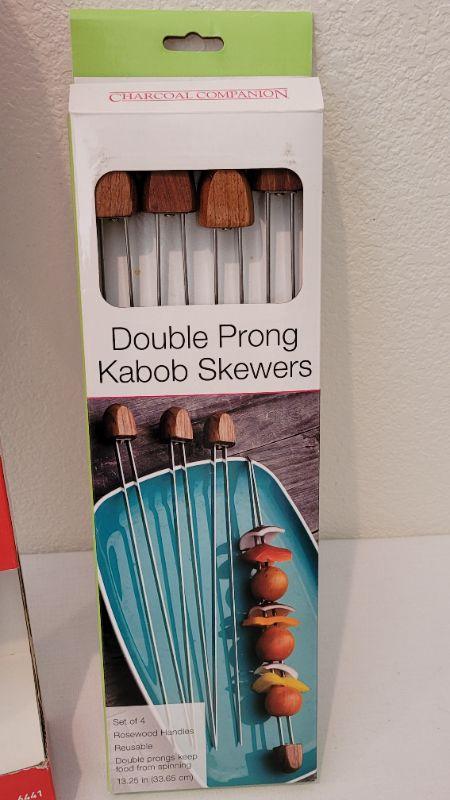 CHARCOAL COMPANION
Double Prong
Kabob Skewers
Set of 4
Rosewood Handles
Reusable
Double prongs keep
food from spinning
13.25 in (33.65 cm)
6441